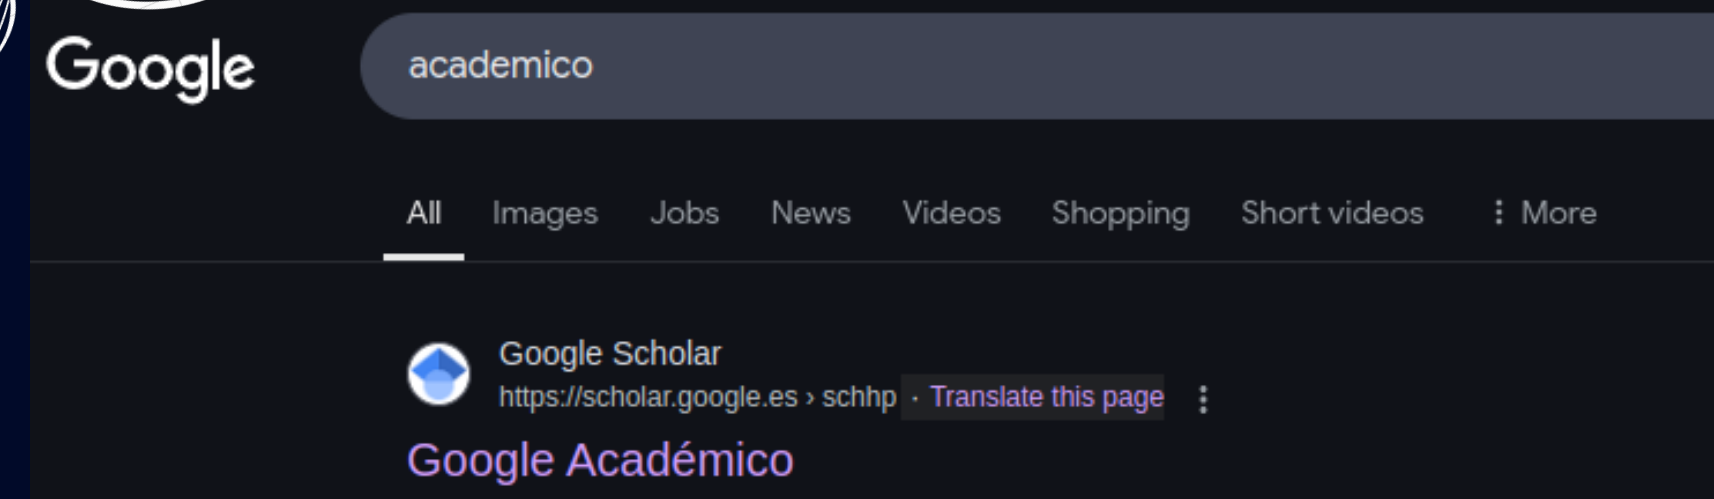 Google
academico
All Images Jobs News Videos Shopping Short videos More
Google Scholar
https://scholar.google.es › schhp · Translate this page
Google Académico